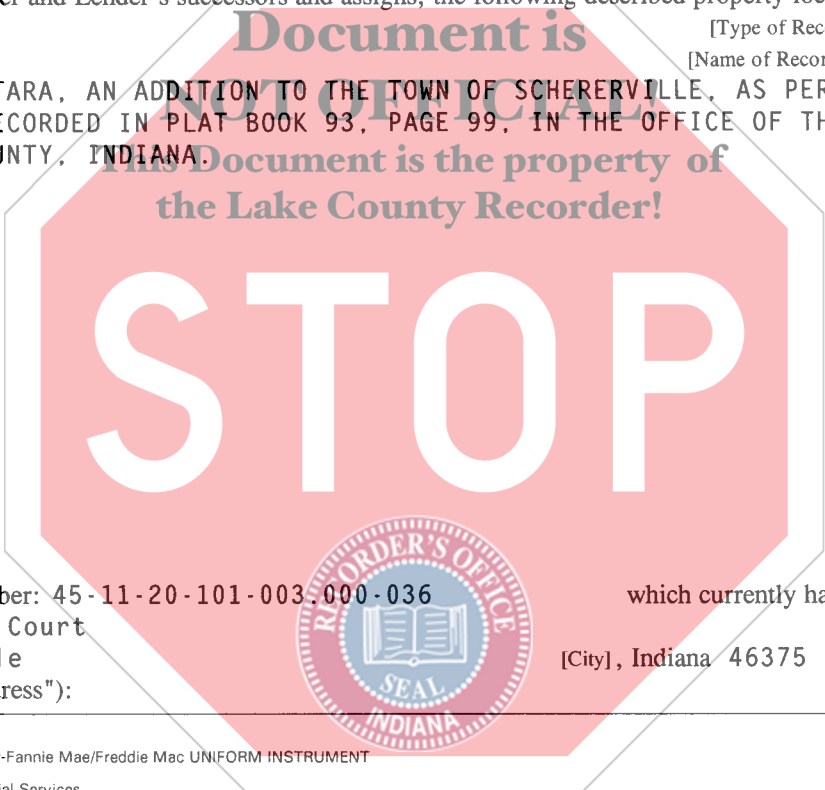 er and Lender's successors and assigns, the following described property loc
Document is
[Type of Rec
[Name of Recor
TARA, AN ADDITION TO THE TOWN OF SCHERERVILLE, AS PER
NOT OFFICIAL!
ECORDED IN PLAT BOOK 93, PAGE 99, IN THE OFFICE OF TH
UNTY, INDIANA.
This Document is the property of
the Lake County Recorder!
STOP
RECORDER'S OFFICE
ber: 45-11-20-101-003.000-036 which currently ha
Court
le [City], Indiana 46375
ress"):
SEAL
INDIANA
-Fannie Mae/Freddie Mac UNIFORM INSTRUMENT
ial Services